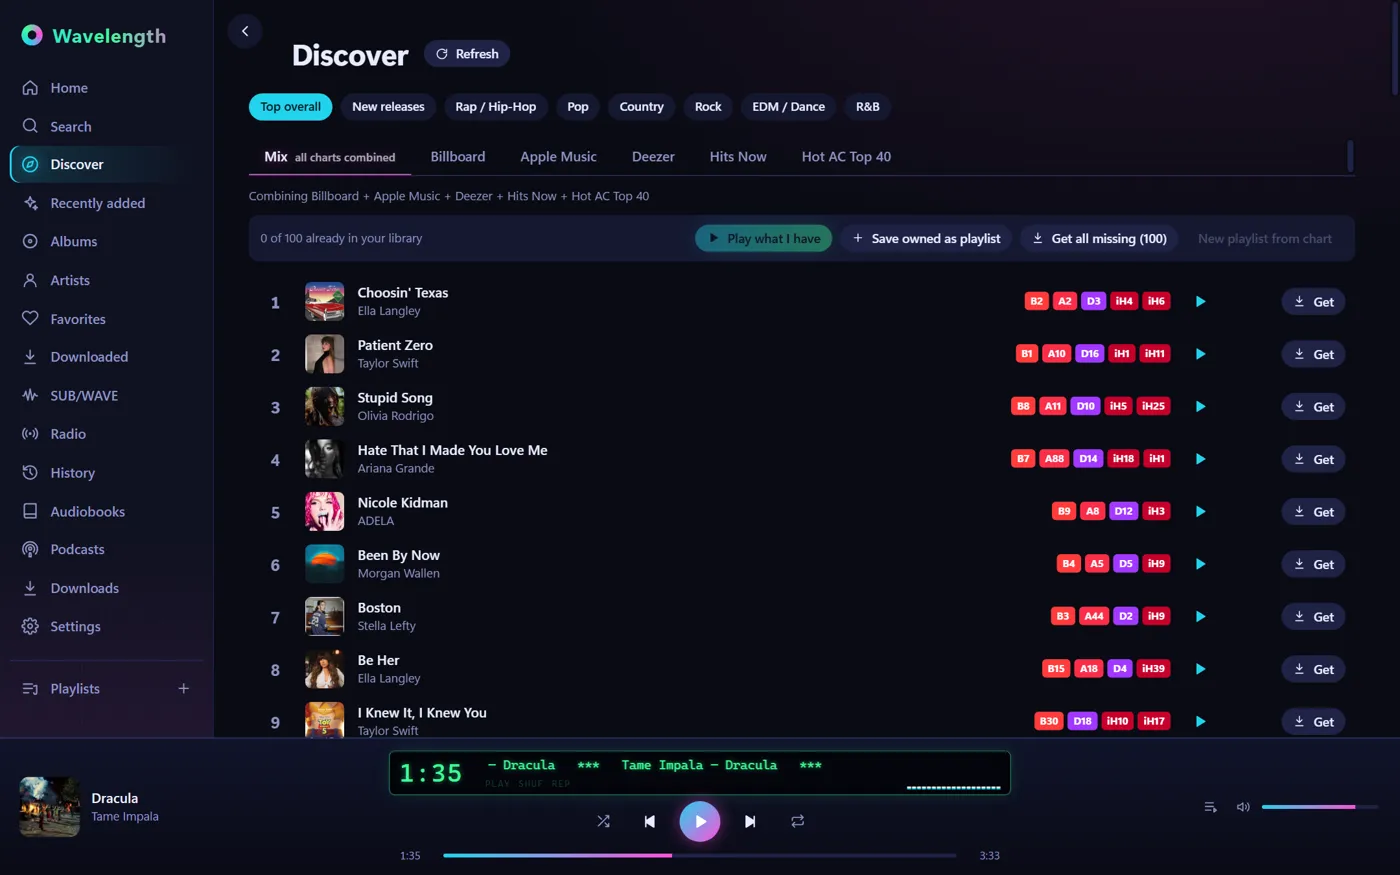 Wavelength
Home
Search
Discover
Recently added
Albums
Artists
Favorites
Downloaded
SUB/WAVE
Radio
History
Audiobooks
Podcasts
Downloads
Settings
Playlists
Discover Refresh
Top overall New releases Rap / Hip-Hop Pop Country Rock EDM / Dance R&B
Mix all charts combined Billboard Apple Music Deezer Hits Now Hot AC Top 40
Combining Billboard + Apple Music + Deezer + Hits Now + Hot AC Top 40
0 of 100 already in your library Play what I have Save owned as playlist Get all missing (100) New playlist from chart
1 Choosin' Texas B2 A2 D3 iH4 iH6 Get
Ella Langley
2 Patient Zero B1 A10 D16 iH1 iH11 Get
Taylor Swift
3 Stupid Song B8 A11 D10 iH5 iH25 Get
Olivia Rodrigo
4 Hate That I Made You Love Me B7 A88 D14 iH18 iH1 Get
Ariana Grande
5 Nicole Kidman B9 A8 D12 iH3 Get
ADELA
6 Been By Now B4 A5 D5 iH9 Get
Morgan Wallen
7 Boston B3 A44 D2 iH9 Get
Stella Lefty
8 Be Her B15 A18 D4 iH39 Get
Ella Langley
9 I Knew It, I Knew You B30 D18 iH10 iH17 Get
Taylor Swift
Dracula
Tame Impala
1:35 – Dracula *** Tame Impala – Dracula ***
PLAY SHUF REP
1:35 3:33